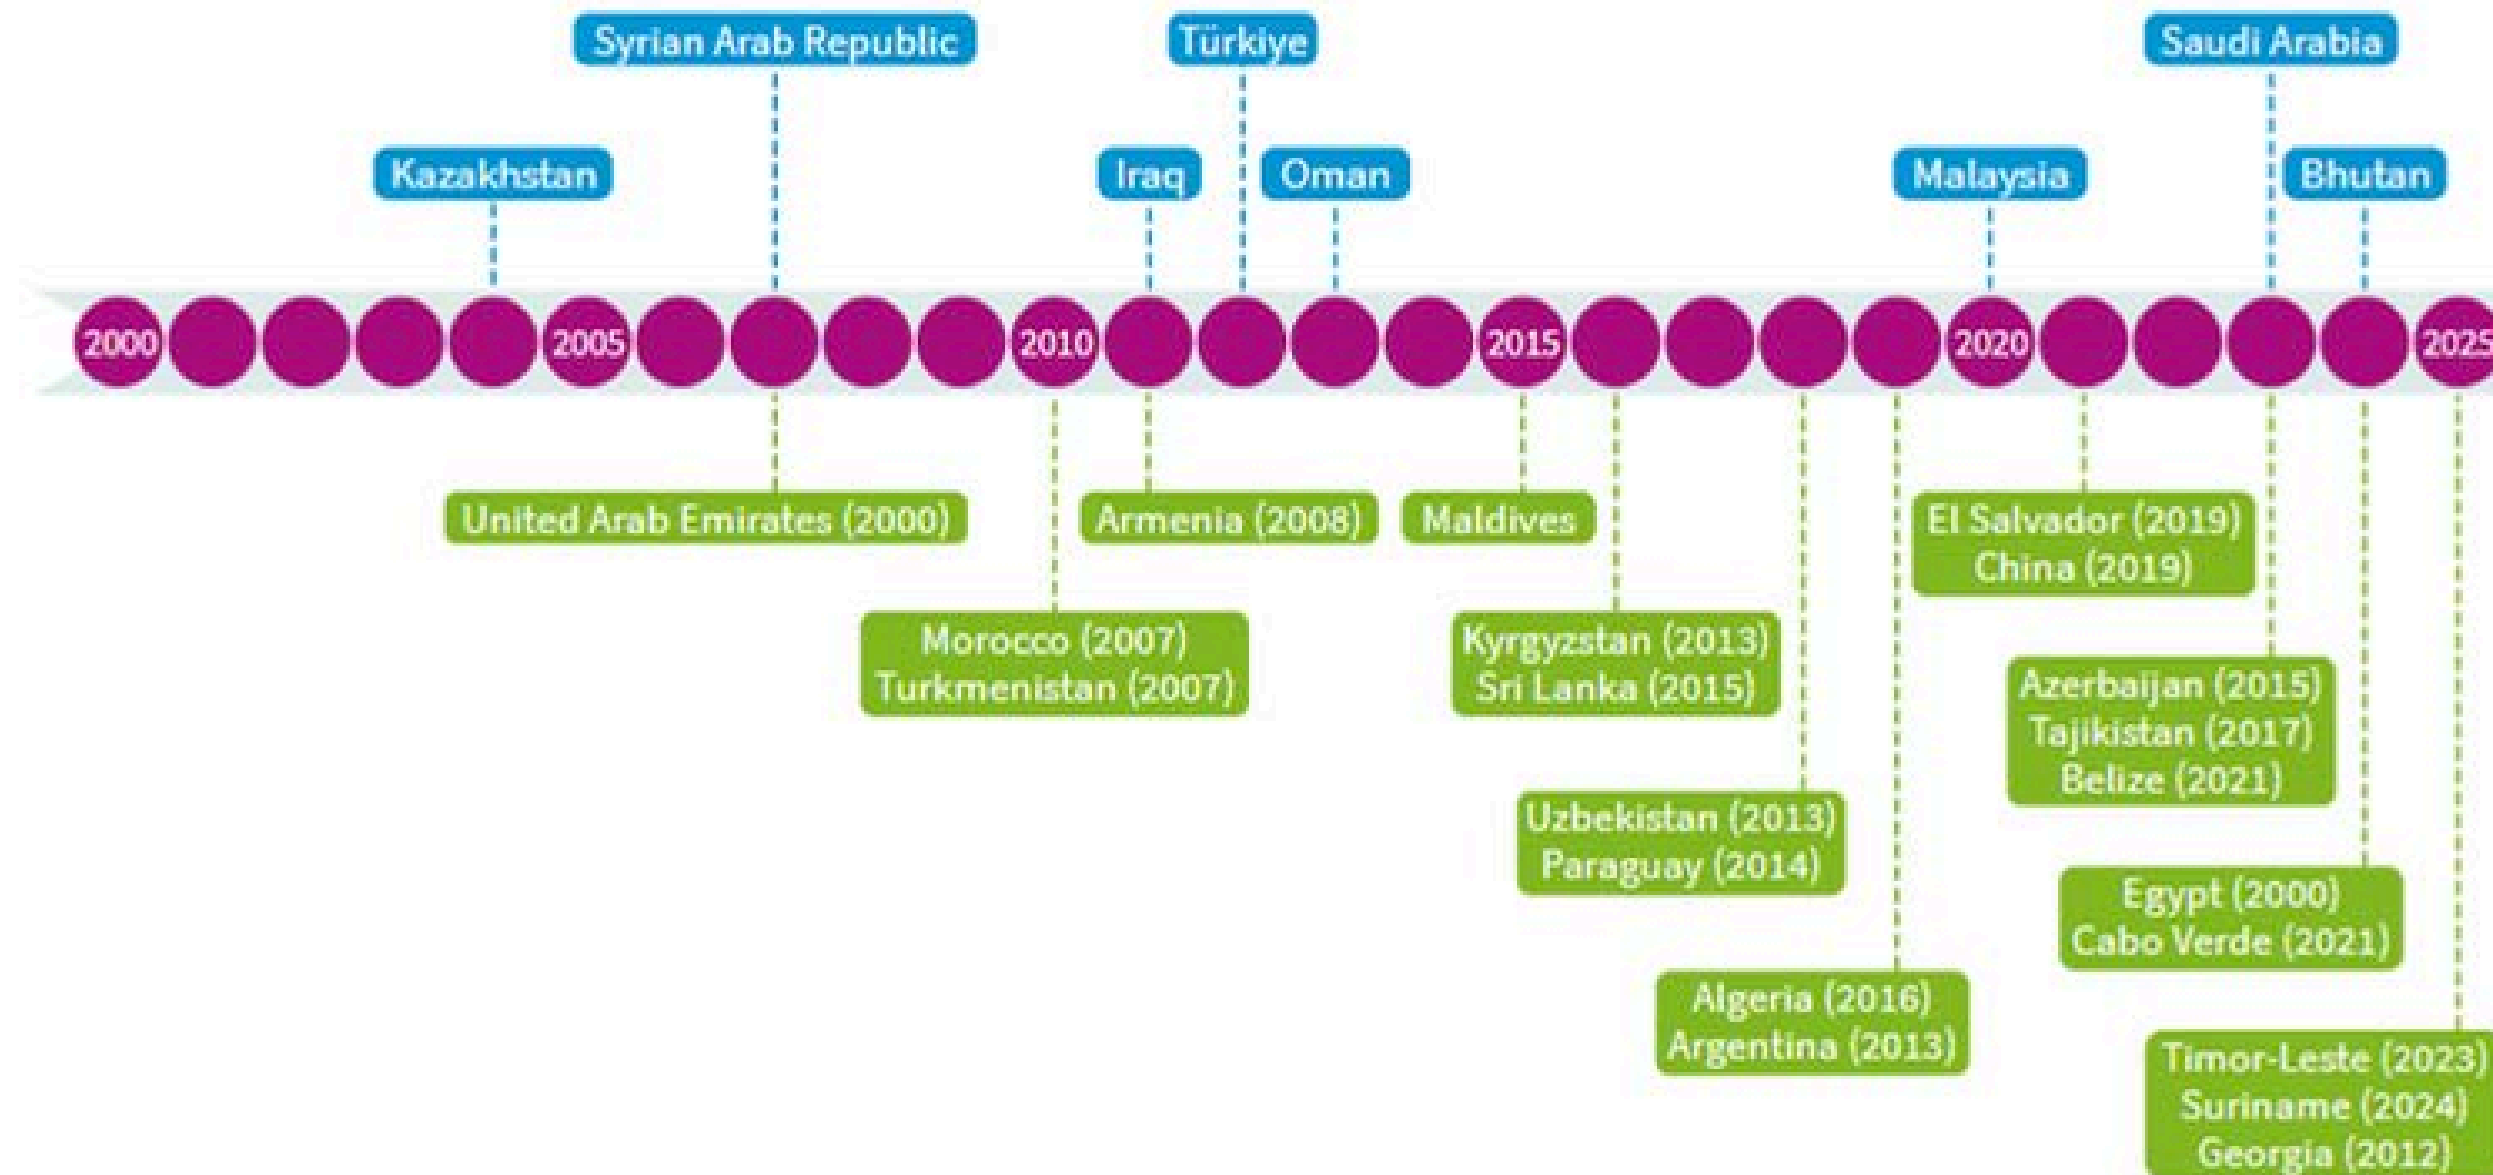 Syrian Arab Republic
Türkiye
Saudi Arabia
Kazakhstan
Iraq
Oman
Malaysia
Bhutan
2000
2005
2010
2015
2020
2025
United Arab Emirates (2000)
Armenia (2008)
Maldives
El Salvador (2019)
China (2019)
Morocco (2007)
Turkmenistan (2007)
Kyrgyzstan (2013)
Sri Lanka (2015)
Azerbaijan (2015)
Tajikistan (2017)
Belize (2021)
Uzbekistan (2013)
Paraguay (2014)
Egypt (2000)
Cabo Verde (2021)
Algeria (2016)
Argentina (2013)
Timor-Leste (2023)
Suriname (2024)
Georgia (2012)